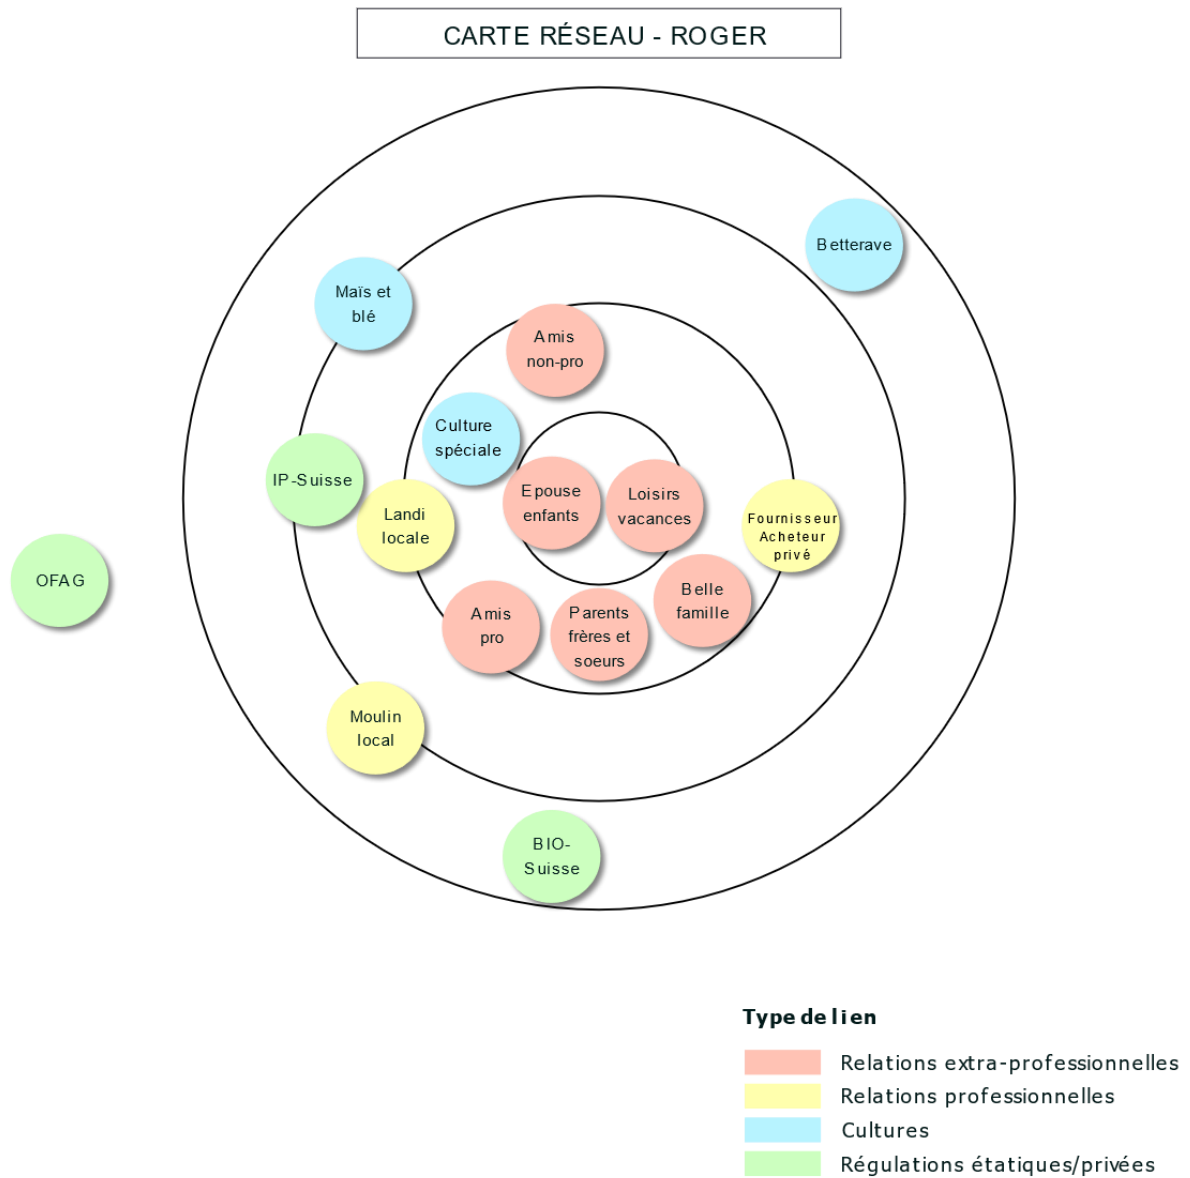 CARTE RÉSEAU - ROGER
Betterave
Maïs et
blé
Amis
non-pro
Culture
spéciale
IP-Suisse
Epouse
enfants
Loisirs
vacances
Landi
locale
Fournisseur
Acheteur
privé
OFAG
Belle
famille
Amis
pro
Parents
frères et
soeurs
Moulin
local
BIO-
Suisse
Type de lien
Relations extra-professionnelles
Relations professionnelles
Cultures
Régulations étatiques/privées